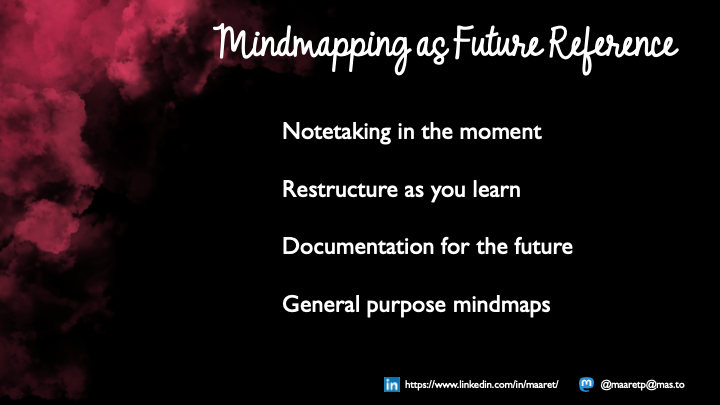 Mindmapping as Future Reference
Notetaking in the moment
Restructure as you learn
Documentation for the future
General purpose mindmaps
https://www.linkedin.com/in/maaret/ @maaretp@mas.to